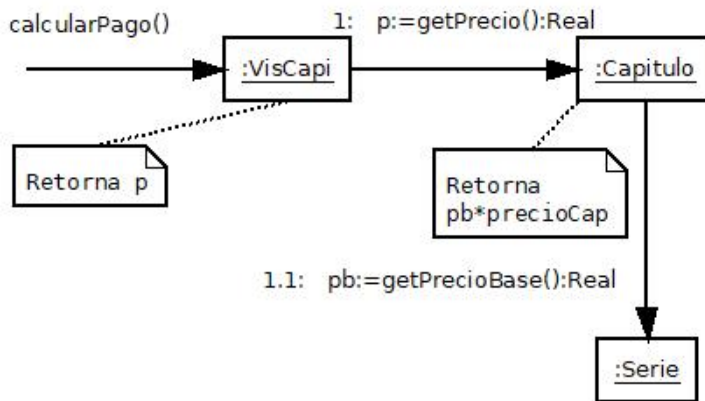 calcularPago()
1: p:=getPrecio():Real
:VisCapi
:Capitulo
Retorna p
Retorna
pb*precioCap
1.1: pb:=getPrecioBase():Real
:Serie